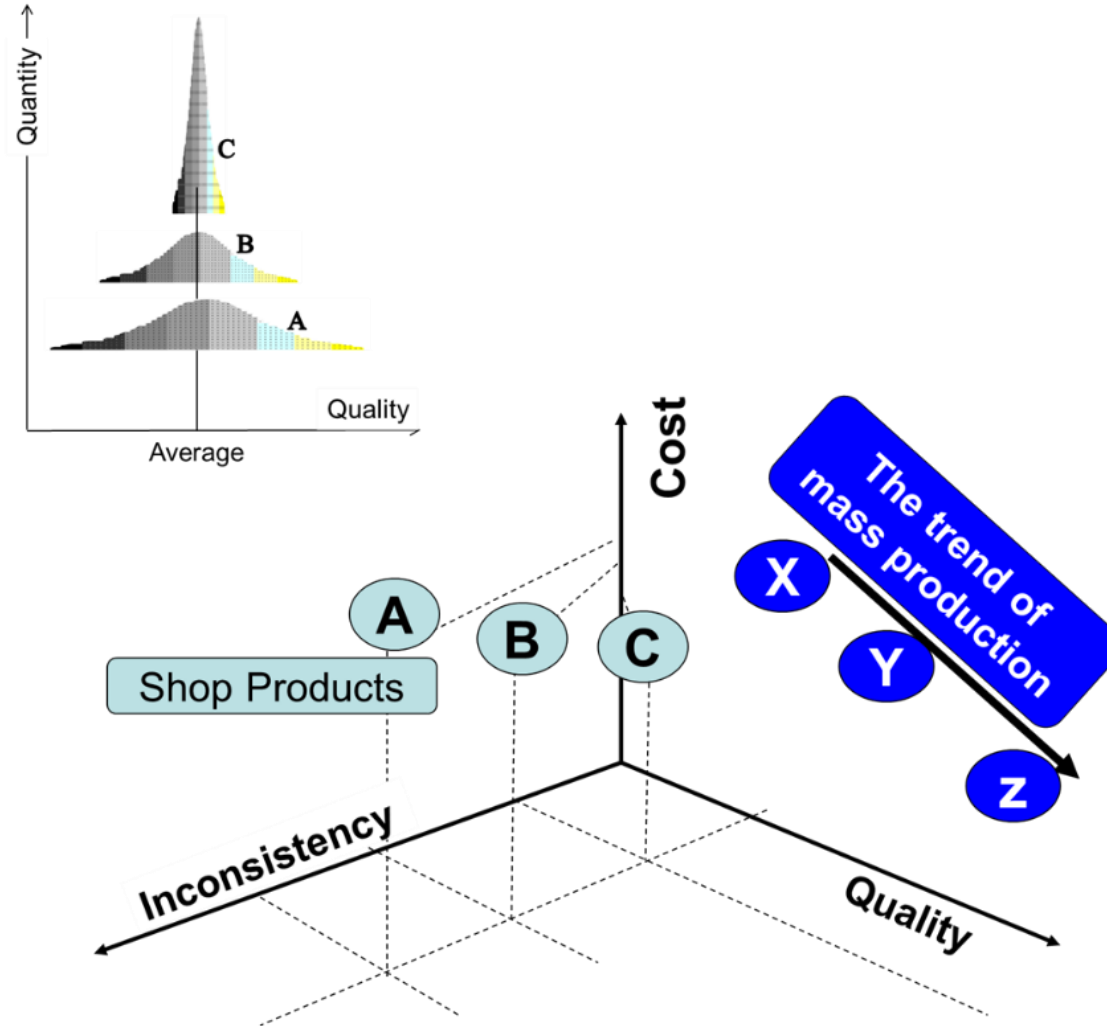 Quantity
C
B
A
Quality
Average
Cost
The trend of
mass production
X
Y
z
A
B
C
Shop Products
Inconsistency
Quality